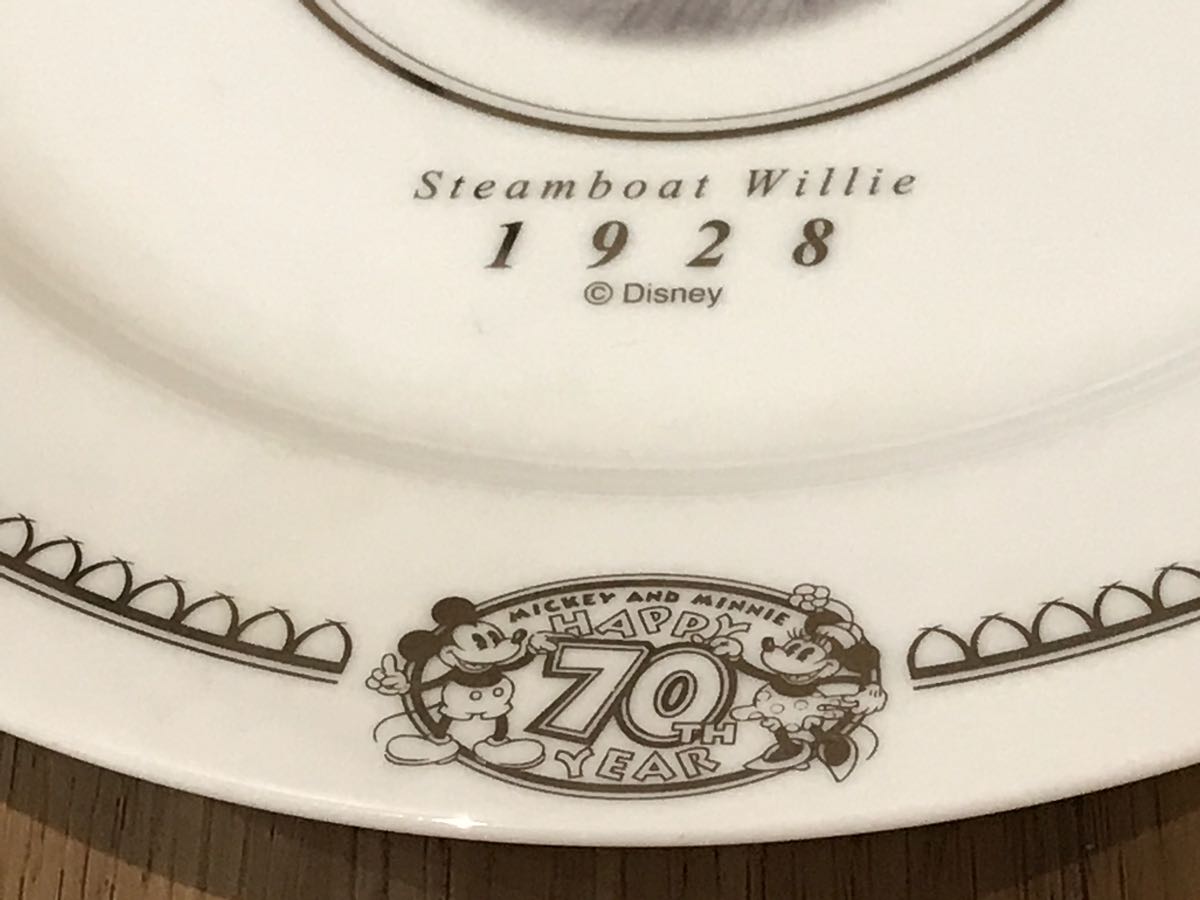 Steamboat Willie
1928
© Disney
MICKEY AND MINNIE
HAPPY
70TH
YEAR